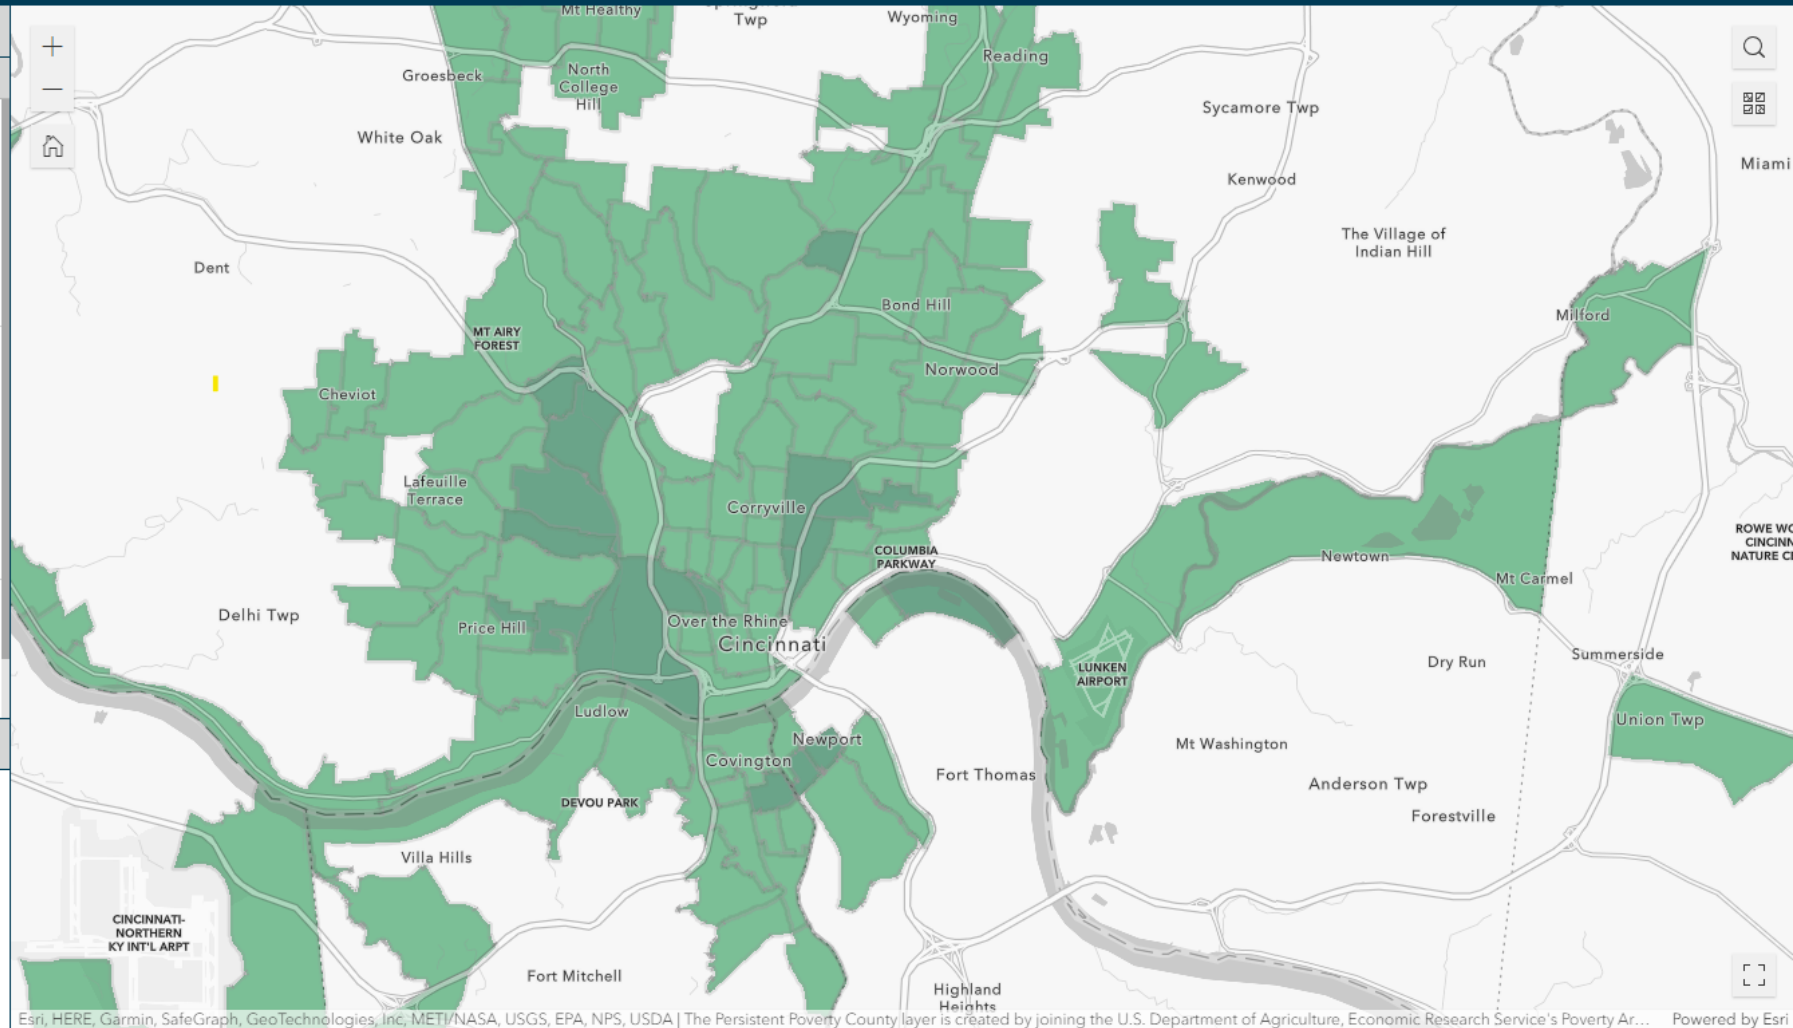 Mt Healthy
Twp
Wyoming
Reading
Groesbeck
North
College
Hill
Sycamore Twp
White Oak
Miami
Kenwood
The Village of
Indian Hill
Dent
Bond Hill
Milford
MT AIRY
FOREST
Norwood
Cheviot
Lafeuille
Terrace
Corryville
ROWE WO
CINCINN
NATURE CE
COLUMBIA
PARKWAY
Newtown
Mt Carmel
Delhi Twp
Price Hill
Over the Rhine
Cincinnati
Summerside
Dry Run
LUNKEN
AIRPORT
Ludlow
Union Twp
Newport
Mt Washington
Covington
Fort Thomas
Anderson Twp
DEVOU PARK
Forestville
Villa Hills
CINCINNATI-
NORTHERN
KY INT'L ARPT
Fort Mitchell
Highland
Heights
Esri, HERE, Garmin, SafeGraph, GeoTechnologies, Inc, METI/NASA, USGS, EPA, NPS, USDA | The Persistent Poverty County layer is created by joining the U.S. Department of Agriculture, Economic Research Service's Poverty Ar... Powered by Esri